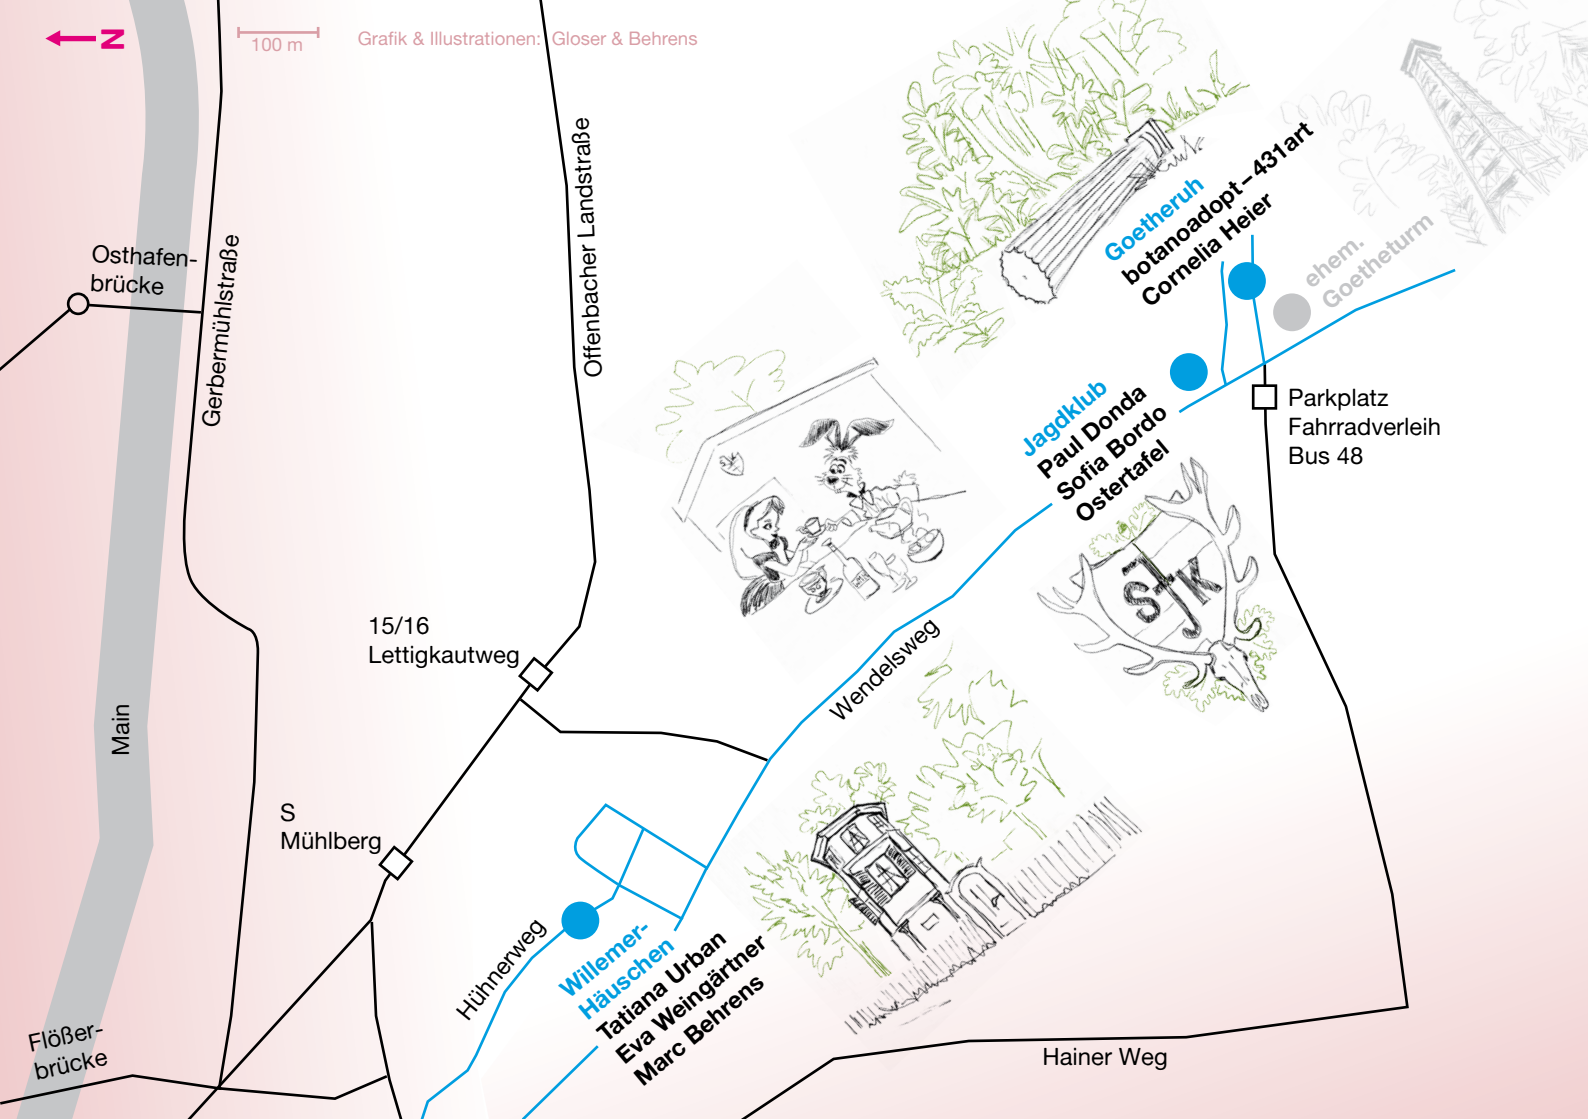 N
100 m
Grafik & Illustrationen: Gloser & Behrens
Osthafen-
brücke
Gerbermühlstraße
Offenbacher Landstraße
Goetheruh
botanoadopt – 431art
Cornelia Heier
ehem.
Goetheturm
Parkplatz
Fahrradverleih
Bus 48
Jagdklub
Paul Donda
Sofia Bordo
Ostertafel
SJK
15/16
Lettigkautweg
Wendelsweg
Main
S
Mühlberg
Hühnerweg
Willemer-
Häuschen
Tatiana Urban
Eva Weingärtner
Marc Behrens
Flößer-
brücke
Hainer Weg